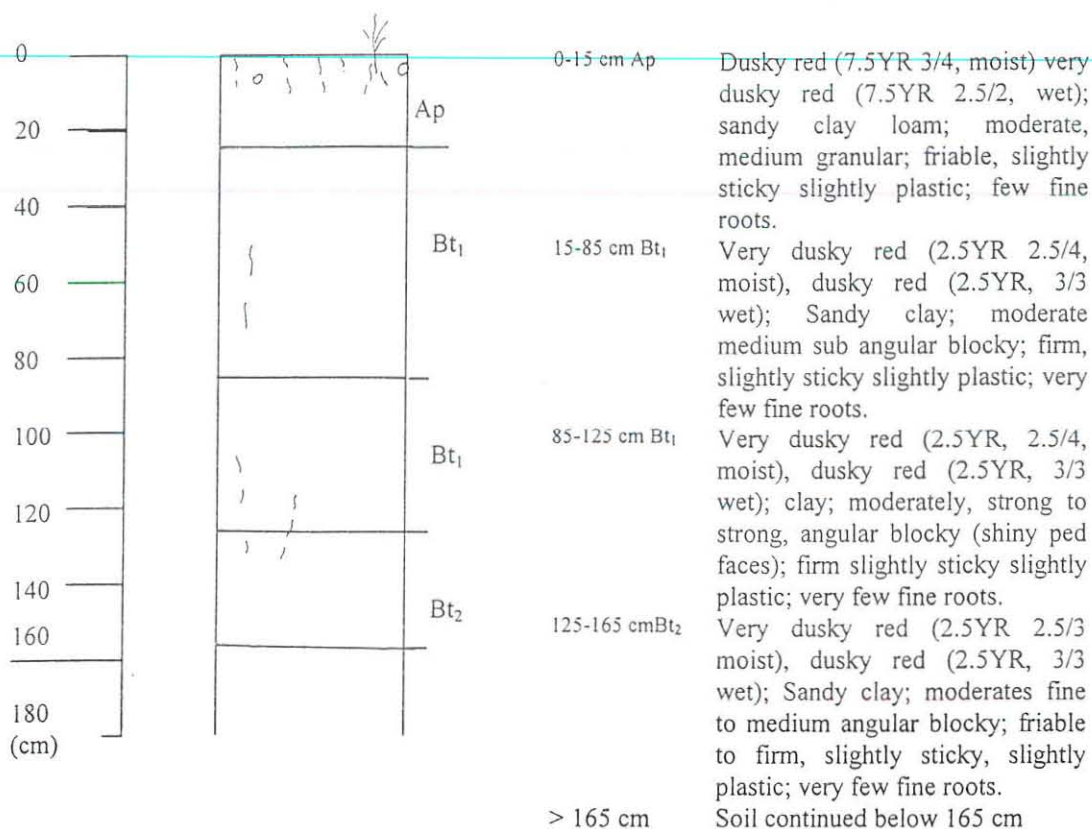 0
20
40
60
80
100
120
140
160
180
(cm)
Ap
Bt₁
Bt₁
Bt₂
0-15 cm Ap
Dusky red (7.5YR 3/4, moist) very
dusky red (7.5YR 2.5/2, wet);
sandy clay loam; moderate,
medium granular; friable, slightly
sticky slightly plastic; few fine
roots.
15-85 cm Bt₁
Very dusky red (2.5YR 2.5/4,
moist), dusky red (2.5YR, 3/3
wet); Sandy clay; moderate
medium sub angular blocky; firm,
slightly sticky slightly plastic; very
few fine roots.
85-125 cm Bt₁
Very dusky red (2.5YR, 2.5/4,
moist), dusky red (2.5YR, 3/3
wet); clay; moderately, strong to
strong, angular blocky (shiny ped
faces); firm slightly sticky slightly
plastic; very few fine roots.
125-165 cmBt₂
Very dusky red (2.5YR 2.5/3
moist), dusky red (2.5YR, 3/3
wet); Sandy clay; moderates fine
to medium angular blocky; friable
to firm, slightly sticky, slightly
plastic; very few fine roots.
> 165 cm
Soil continued below 165 cm